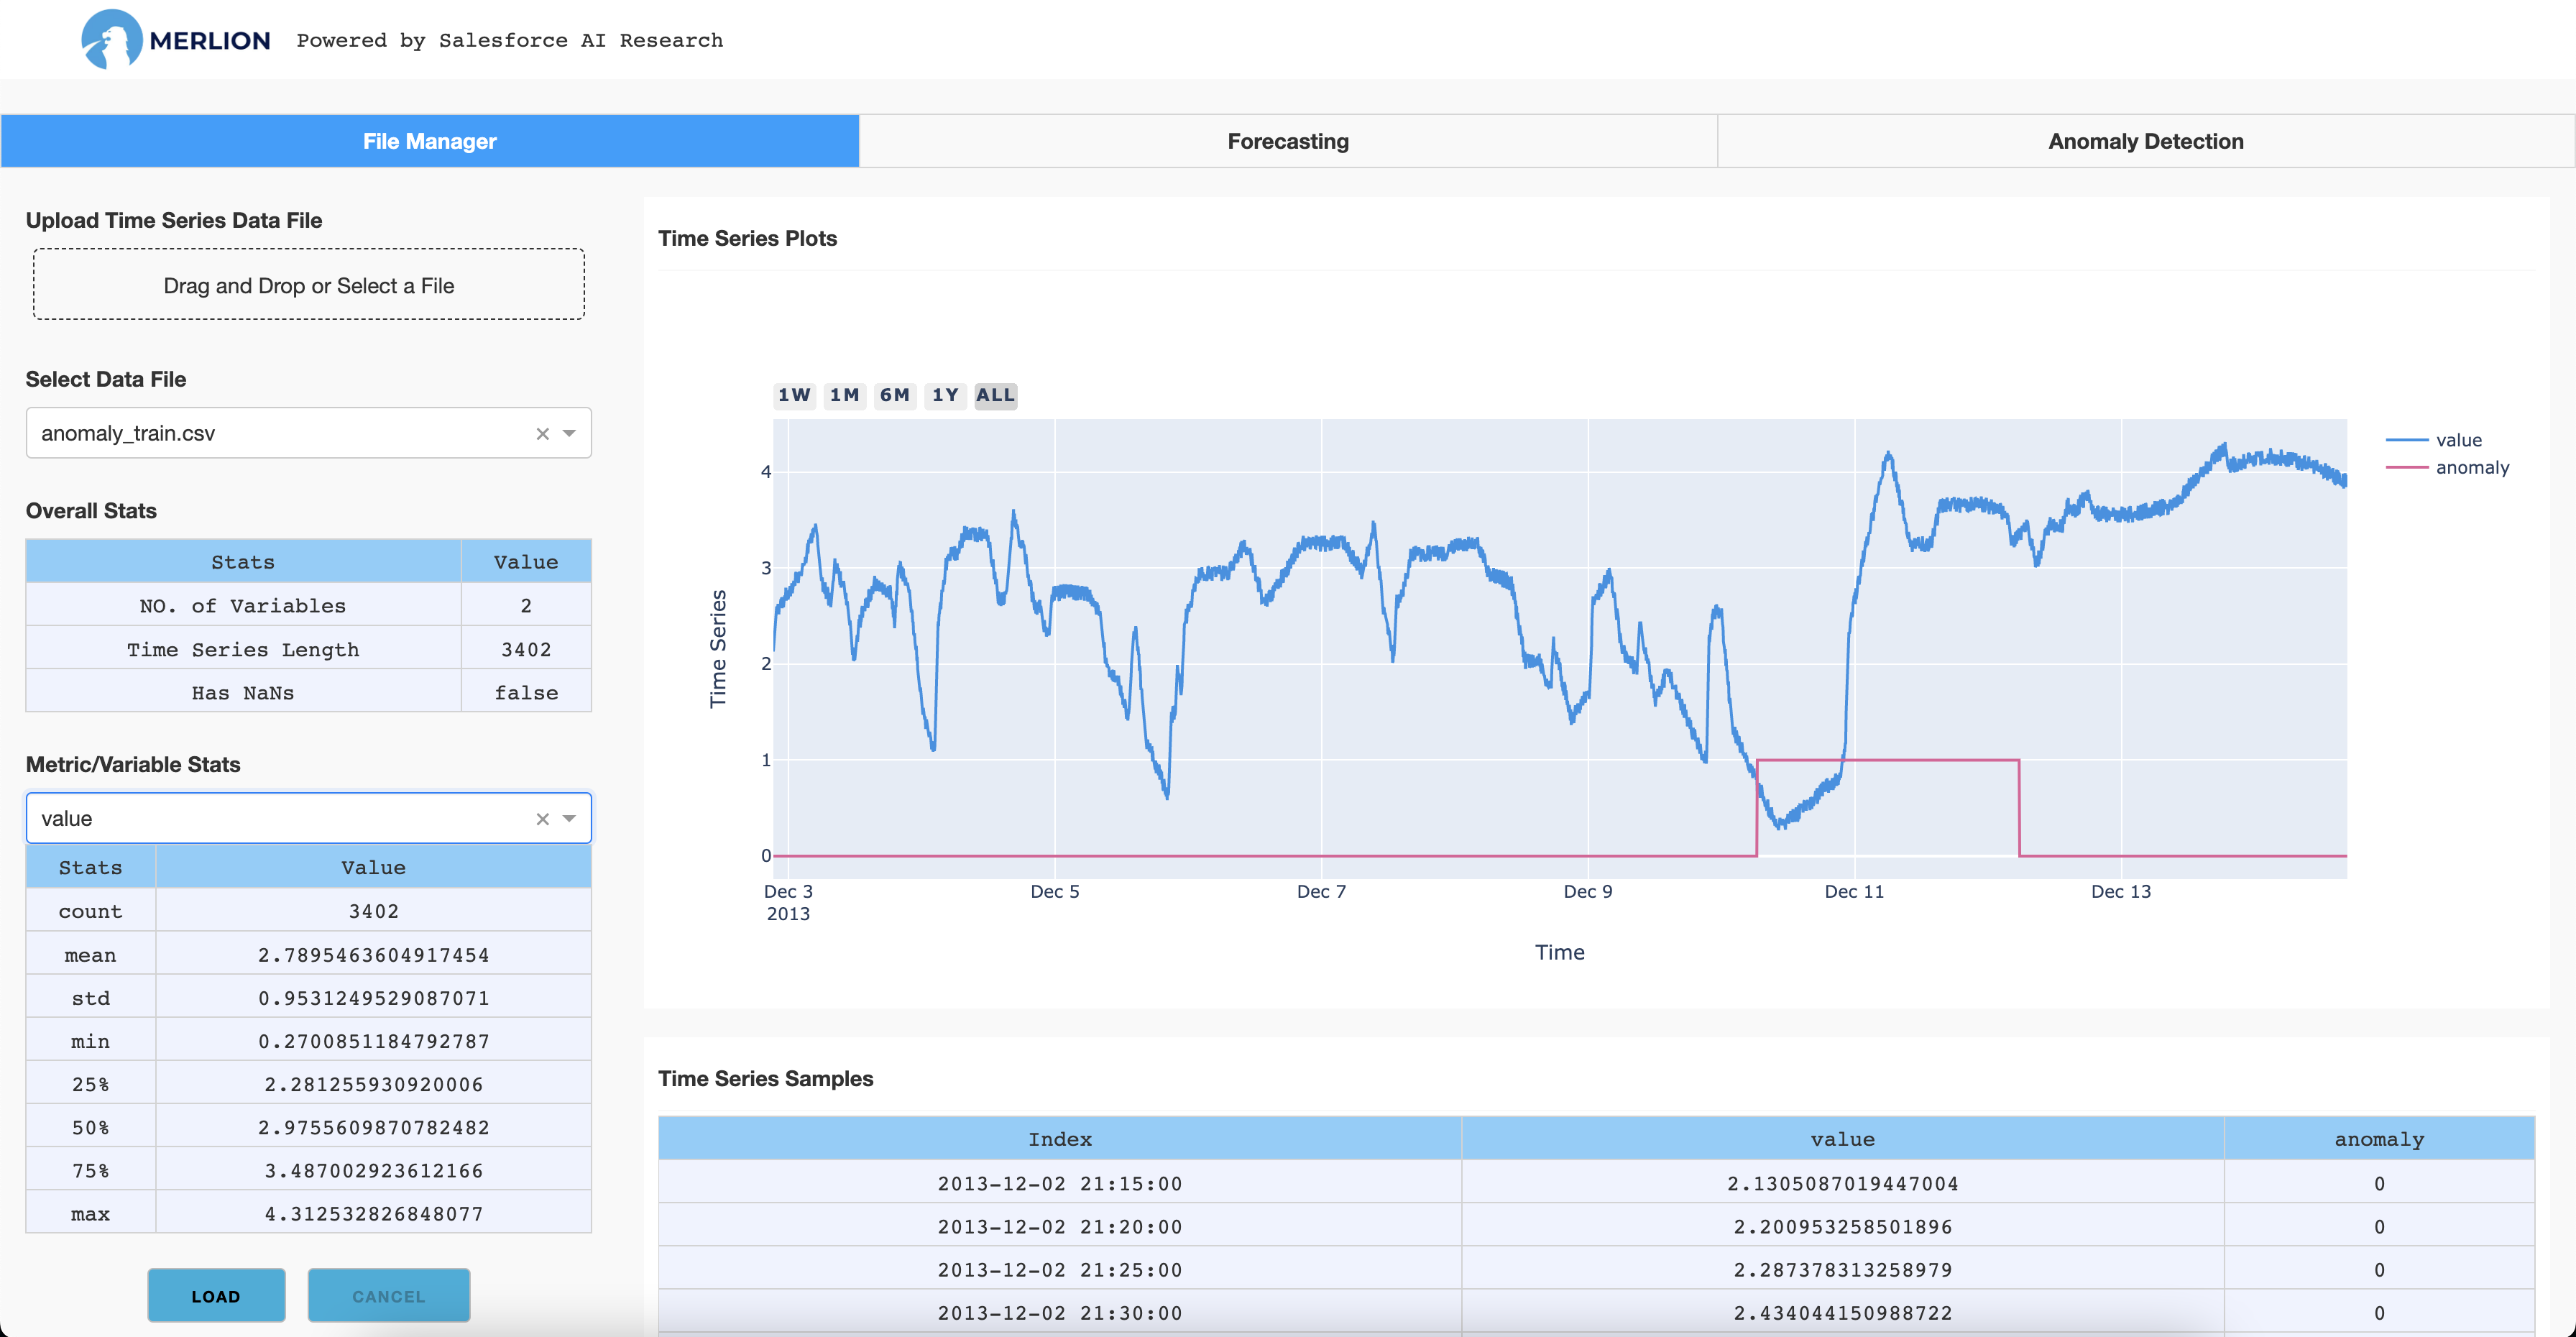 MERLION Powered by Salesforce AI Research
File Manager Forecasting Anomaly Detection
Upload Time Series Data File
Drag and Drop or Select a File
Select Data File
anomaly_train.csv
Overall Stats
Stats Value
NO. of Variables 2
Time Series Length 3402
Has NaNs false
Metric/Variable Stats
value
Stats Value
count 3402
mean 2.7895463604917454
std 0.9531249529087071
min 0.2700851184792787
25% 2.281255930920006
50% 2.9755609870782482
75% 3.487002923612166
max 4.312532826848077
LOAD CANCEL
Time Series Plots
1W 1M 6M 1Y ALL
value
anomaly
4
3
2
1
0
Time Series
Dec 3 Dec 5 Dec 7 Dec 9 Dec 11 Dec 13
2013
Time
Time Series Samples
Index value anomaly
2013-12-02 21:15:00 2.1305087019447004 0
2013-12-02 21:20:00 2.200953258501896 0
2013-12-02 21:25:00 2.287378313258979 0
2013-12-02 21:30:00 2.434044150988722 0